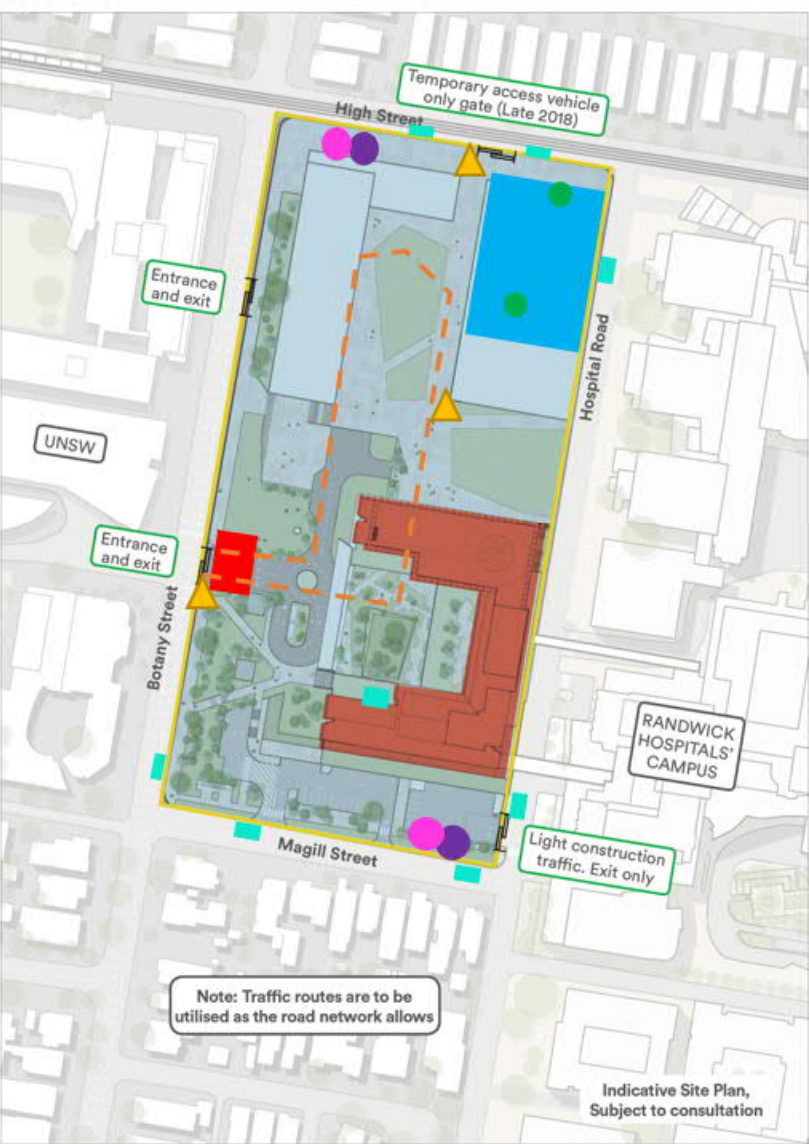 Temporary access vehicle
only gate (Late 2018)
High Street
Entrance
and exit
Hospital Road
UNSW
Entrance
and exit
Botany Street
RANDWICK
HOSPITALS'
CAMPUS
Light construction
traffic. Exit only
Magill Street
Note: Traffic routes are to be
utilised as the road network allows
Indicative Site Plan,
Subject to consultation